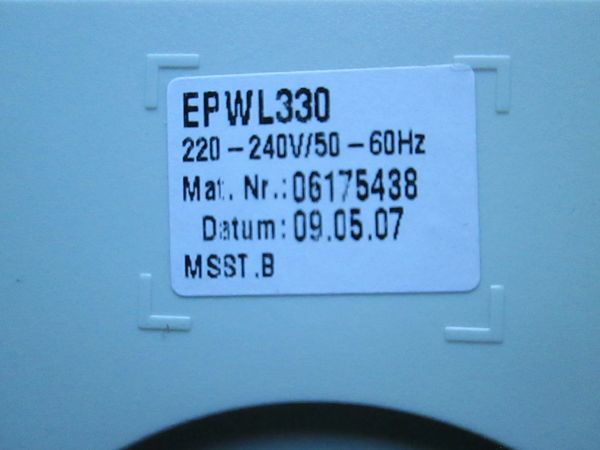 EPWL330
220-240V/50-60Hz
Mat. Nr.:06175438
Datum:09.05.07
MSST.B